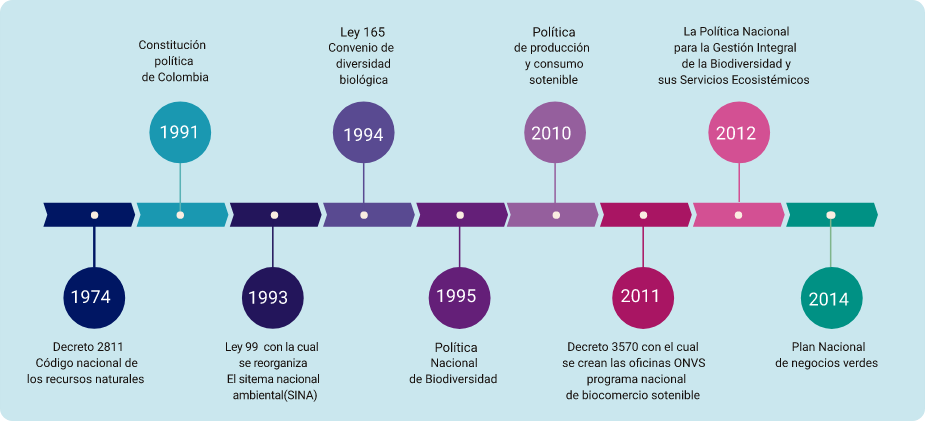 Constitución
política
de Colombia
1991
Ley 165
Convenio de
diversidad
biológica
1994
Política
de producción
y consumo
sotenible
2010
La Política Nacional
para la Gestión Integral
de la Biodiversidad y
sus Servicios Ecosistémicos
2012
1974
Decreto 2811
Código nacional de
los recursos naturales
1993
Ley 99 con la cual
se reorganiza
El sitema nacional
ambiental(SINA)
1995
Política
Nacional
de Biodiversidad
2011
Decreto 3570 con el cual
se crean las oficinas ONVS
programa nacional
de biocomercio sotenible
2014
Plan Nacional
de negocios verdes